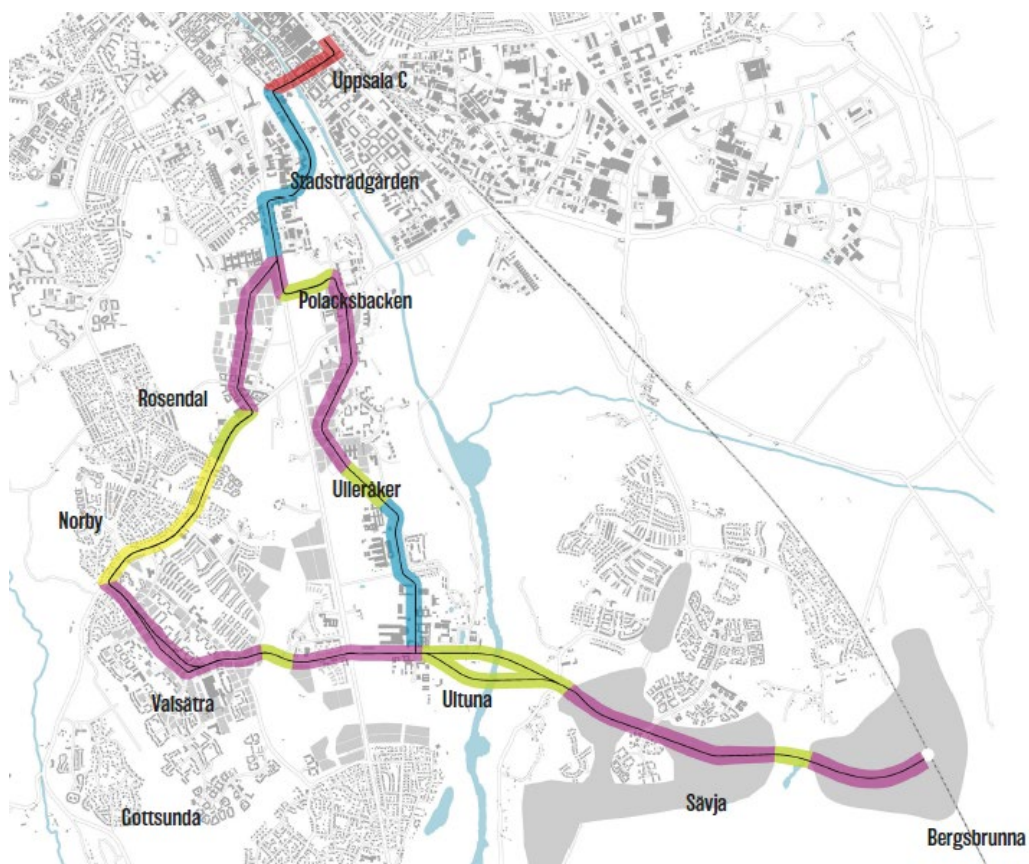 Uppsala C
Stadsträdgården
Polacksbacken
Rosendal
Ulleråker
Norby
Valsätra
Ultuna
Gottsunda
Sävja
Bergsbrunna